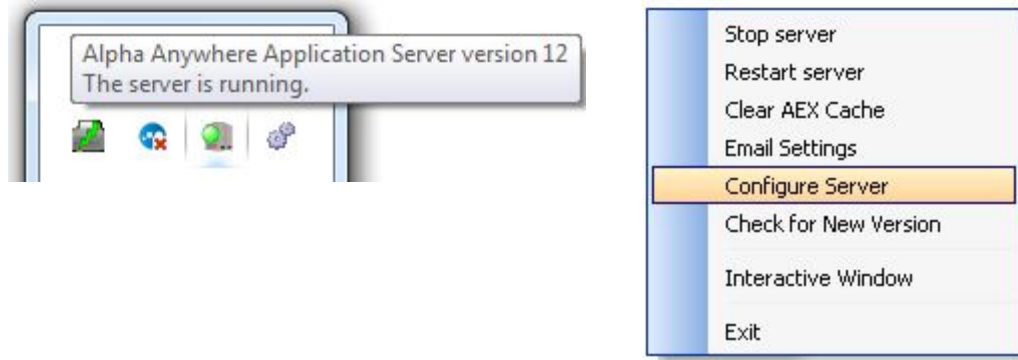 Alpha Anywhere Application Server version 12
The server is running.
Stop server
Restart server
Clear AEX Cache
Email Settings
Configure Server
Check for New Version
Interactive Window
Exit